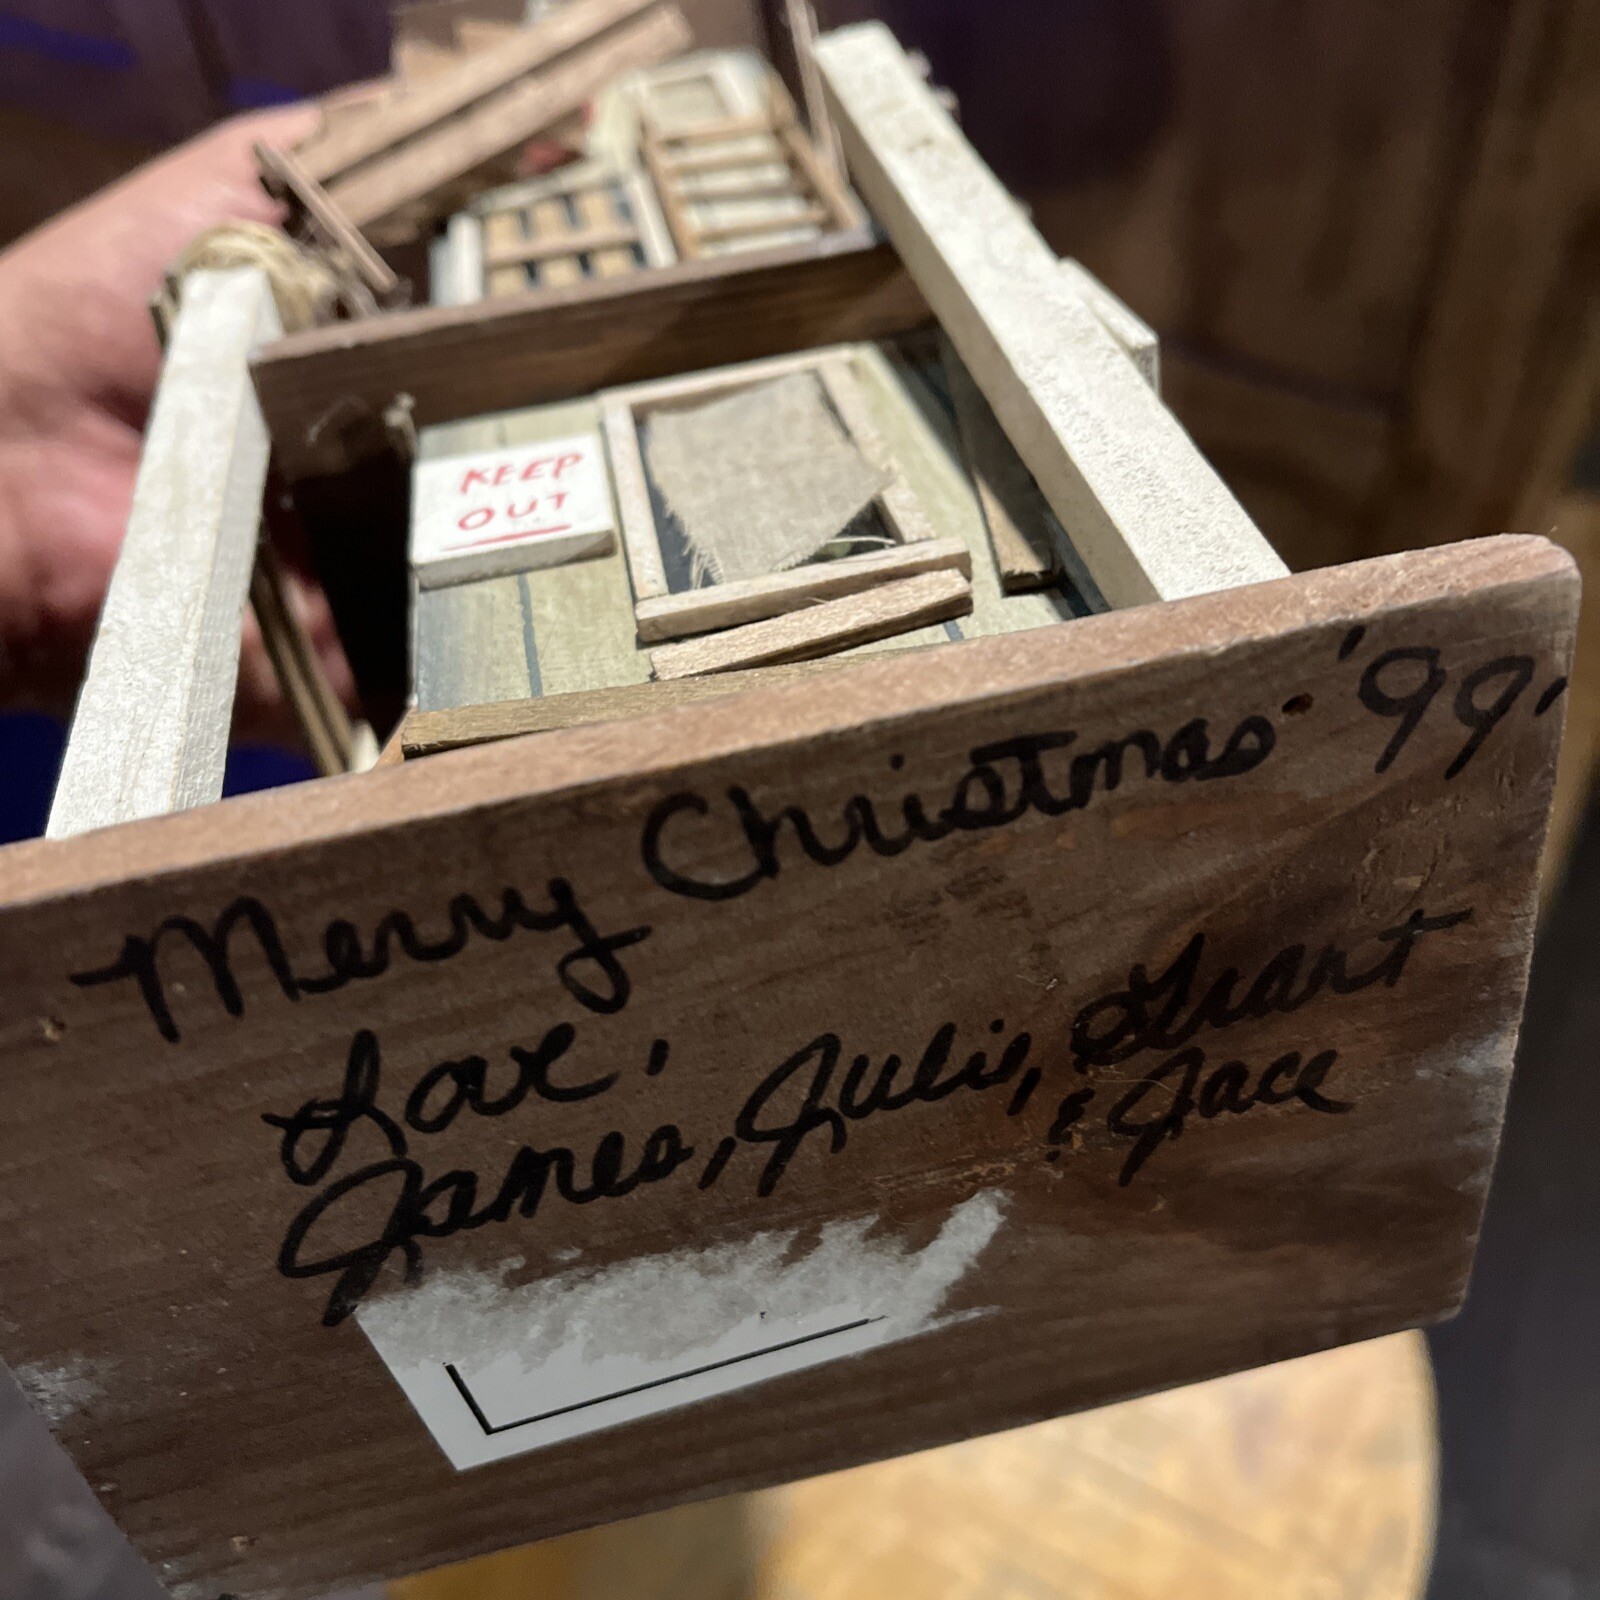 KEEP
OUT
Merry Christmas '99,
Love,
James, Julie, Grant
& Jace